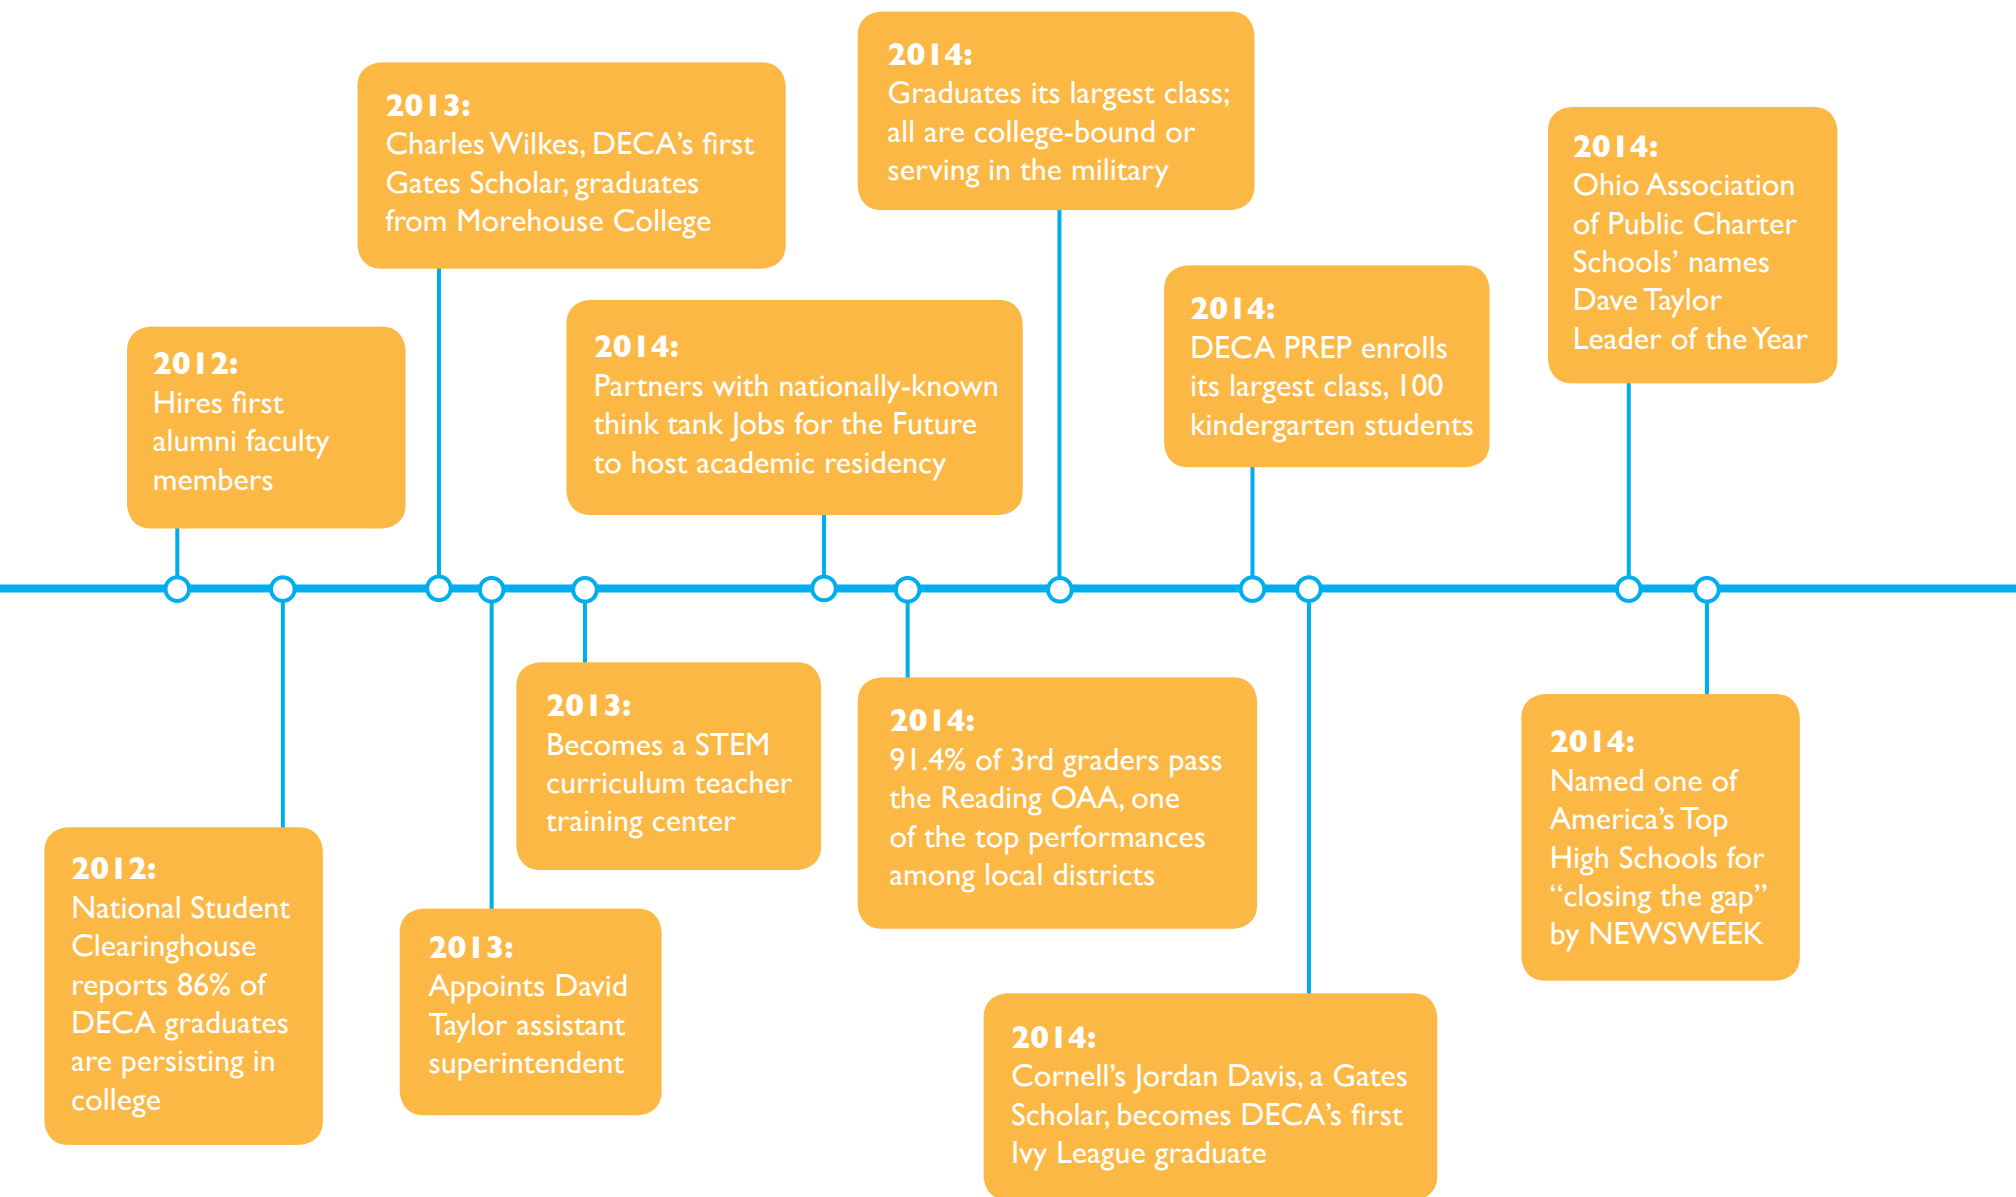 2012:
Hires first
alumni faculty
members
2012:
National Student
Clearinghouse
reports 86% of
DECA graduates
are persisting in
college
2013:
Charles Wilkes, DECA’s first
Gates Scholar, graduates
from Morehouse College
2013:
Appoints David
Taylor assistant
superintendent
2013:
Becomes a STEM
curriculum teacher
training center
2014:
Partners with nationally-known
think tank Jobs for the Future
to host academic residency
2014:
91.4% of 3rd graders pass
the Reading OAA, one
of the top performances
among local districts
2014:
Graduates its largest class;
all are college-bound or
serving in the military
2014:
DECA PREP enrolls
its largest class, 100
kindergarten students
2014:
Cornell’s Jordan Davis, a Gates
Scholar, becomes DECA’s first
Ivy League graduate
2014:
Ohio Association
of Public Charter
Schools’ names
Dave Taylor
Leader of the Year
2014:
Named one of
America’s Top
High Schools for
“closing the gap”
by NEWSWEEK